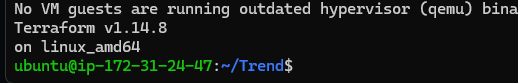 No VM guests are running outdated hypervisor (qemu) bina
Terraform v1.14.8
on linux_amd64
ubuntu@ip-172-31-24-47:~/Trend$